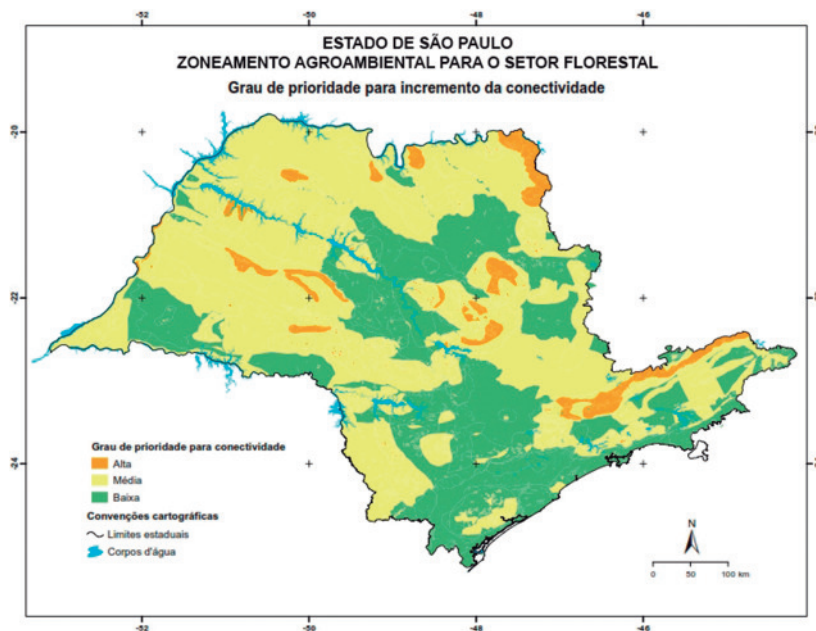 -52
-50
-48
-46
ESTADO DE SÃO PAULO
ZONEAMENTO AGROAMBIENTAL PARA O SETOR FLORESTAL
Grau de prioridade para incremento da conectividade
-20
-22
-24
Grau de prioridade para conectividade
Alta
Média
Baixa
Convenções cartográficas
Limites estaduais
Corpos d'água
N
0 50 100 km
-52
-50
-48
-46